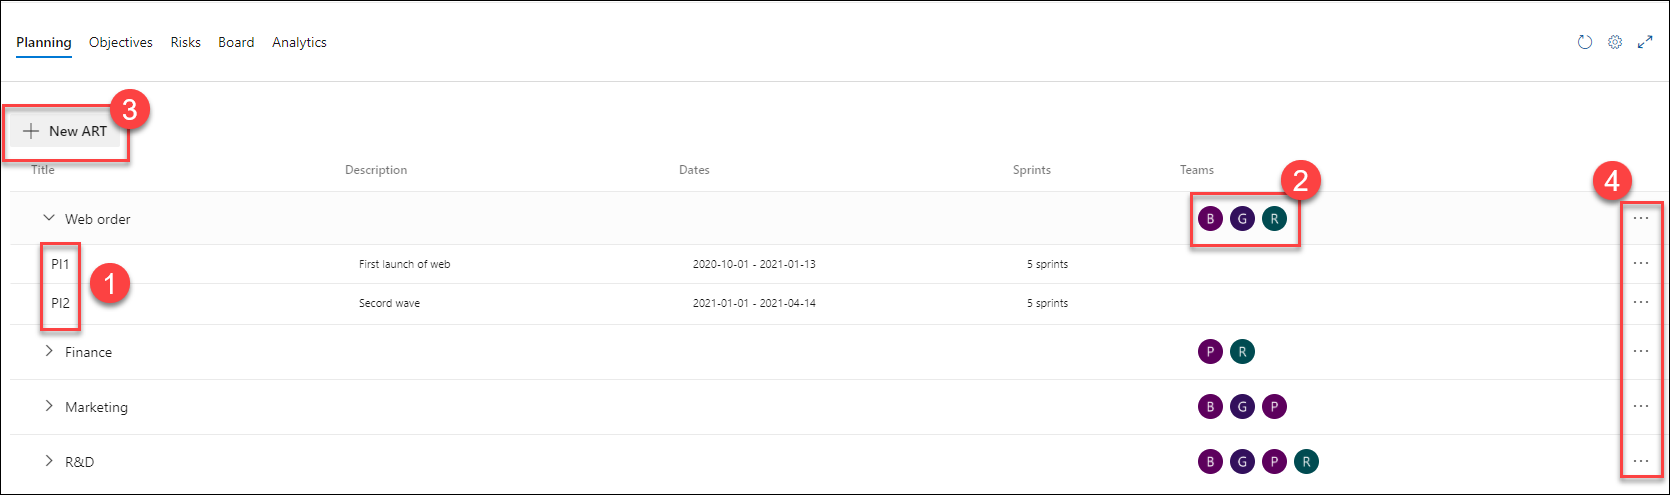 Planning Objectives Risks Board Analytics
3
New ART
Title Description Dates Sprints Teams
2
4
Web order B G R ...
PI1 First launch of web 2020-10-01 - 2021-01-13 5 sprints ...
1
PI2 Secord wave 2021-01-01 - 2021-04-14 5 sprints ...
Finance P R ...
Marketing B G P ...
R&D B G P R ...